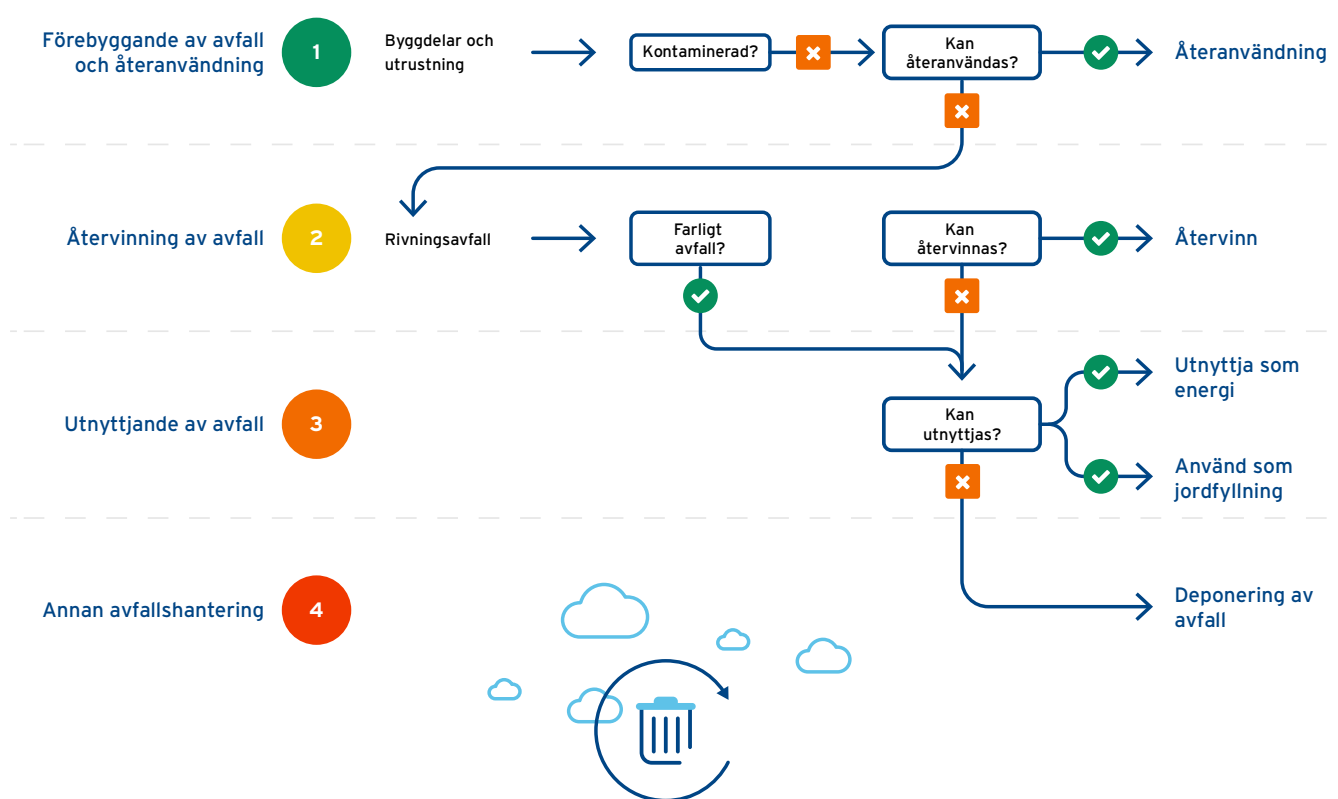 Förebyggande av avfall
och återanvändning
1
Byggdelar och
utrustning
Kontaminerad?
Kan
återanvändas?
Återanvändning
Återvinning av avfall
2
Rivningsavfall
Farligt
avfall?
Kan
återvinnas?
Återvinn
Utnyttjande av avfall
3
Kan
utnyttjas?
Utnyttja som
energi
Använd som
jordfyllning
Annan avfallshantering
4
Deponering av
avfall